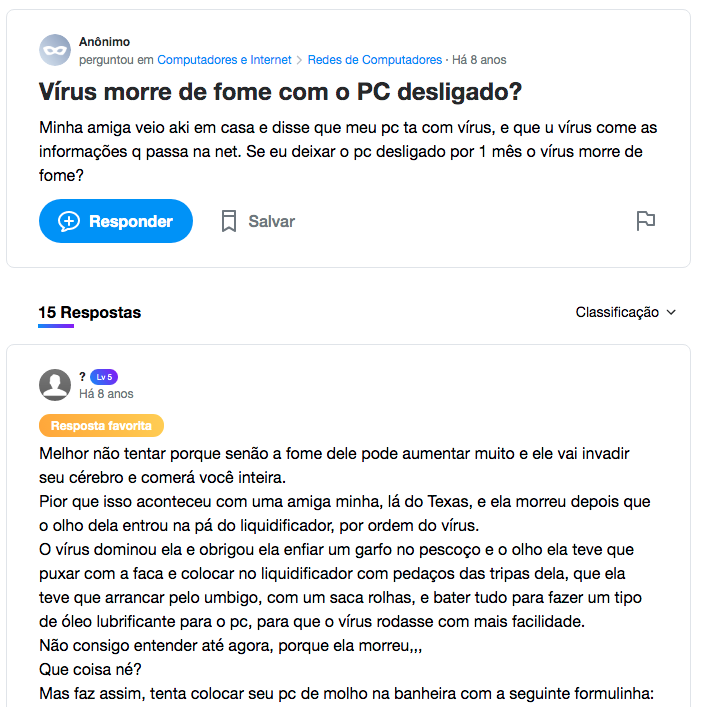 Anônimo
perguntou em Computadores e Internet > Redes de Computadores · Há 8 anos
Vírus morre de fome com o PC desligado?
Minha amiga veio aki em casa e disse que meu pc ta com vírus, e que u vírus come as
informações q passa na net. Se eu deixar o pc desligado por 1 mês o vírus morre de
fome?
Responder
Salvar
15 Respostas
Classificação
? Lv 5
Há 8 anos
Resposta favorita
Melhor não tentar porque senão a fome dele pode aumentar muito e ele vai invadir
seu cérebro e comerá você inteira.
Pior que isso aconteceu com uma amiga minha, lá do Texas, e ela morreu depois que
o olho dela entrou na pá do liquidificador, por ordem do vírus.
O vírus dominou ela e obrigou ela enfiar um garfo no pescoço e o olho ela teve que
puxar com a faca e colocar no liquidificador com pedaços das tripas dela, que ela
teve que arrancar pelo umbigo, com um saca rolhas, e bater tudo para fazer um tipo
de óleo lubrificante para o pc, para que o vírus rodasse com mais facilidade.
Não consigo entender até agora, porque ela morreu,,,
Que coisa né?
Mas faz assim, tenta colocar seu pc de molho na banheira com a seguinte formulinha: